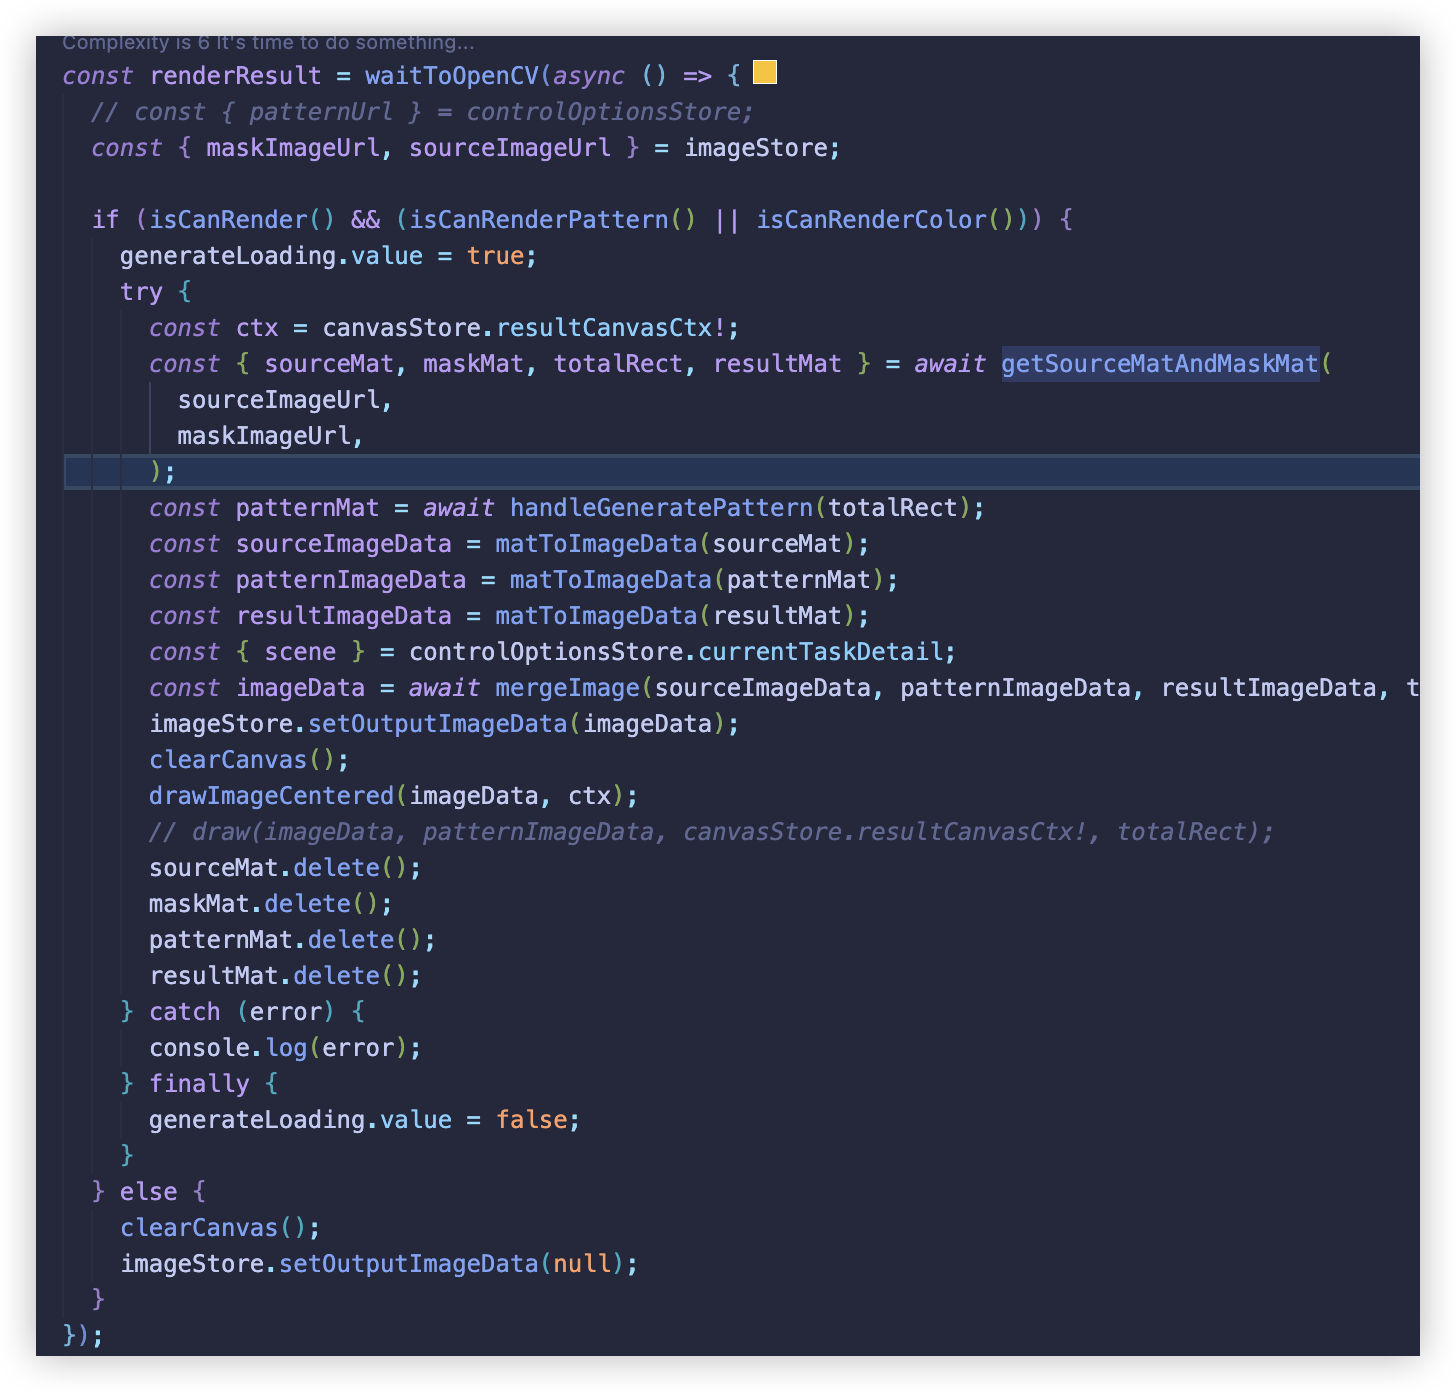 Complexity is 6 It's time to do something...
const renderResult = waitToOpenCV(async () => {
  // const { patternUrl } = controlOptionsStore;
  const { maskImageUrl, sourceImageUrl } = imageStore;

  if (isCanRender() && (isCanRenderPattern() || isCanRenderColor())) {
    generateLoading.value = true;
    try {
      const ctx = canvasStore.resultCanvasCtx!;
      const { sourceMat, maskMat, totalRect, resultMat } = await getSourceMatAndMaskMat(
        sourceImageUrl,
        maskImageUrl,
      );
      const patternMat = await handleGeneratePattern(totalRect);
      const sourceImageData = matToImageData(sourceMat);
      const patternImageData = matToImageData(patternMat);
      const resultImageData = matToImageData(resultMat);
      const { scene } = controlOptionsStore.currentTaskDetail;
      const imageData = await mergeImage(sourceImageData, patternImageData, resultImageData, t
      imageStore.setOutputImageData(imageData);
      clearCanvas();
      drawImageCentered(imageData, ctx);
      // draw(imageData, patternImageData, canvasStore.resultCanvasCtx!, totalRect);
      sourceMat.delete();
      maskMat.delete();
      patternMat.delete();
      resultMat.delete();
    } catch (error) {
      console.log(error);
    } finally {
      generateLoading.value = false;
    }
  } else {
    clearCanvas();
    imageStore.setOutputImageData(null);
  }
});